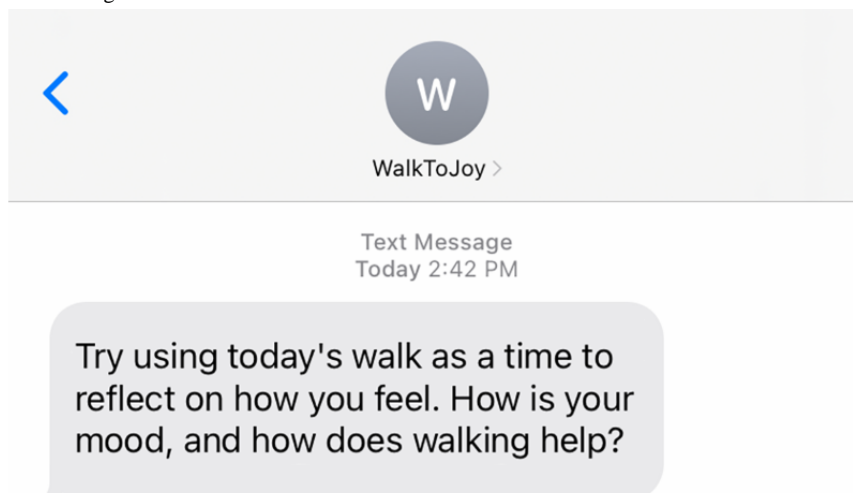 W
WalkToJoy
Text Message
Today 2:42 PM
Try using today's walk as a time to
reflect on how you feel. How is your
mood, and how does walking help?